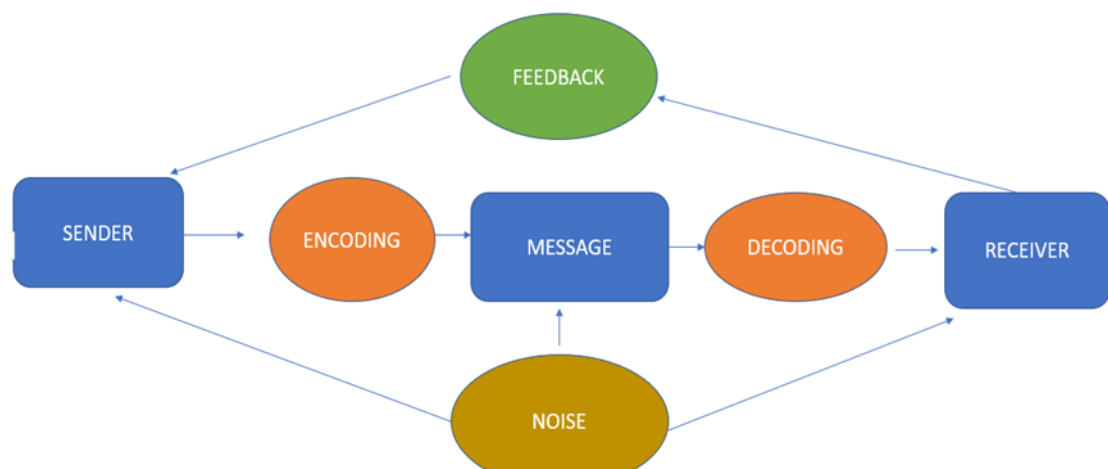 FEEDBACK
SENDER
ENCODING
MESSAGE
DECODING
RECEIVER
NOISE